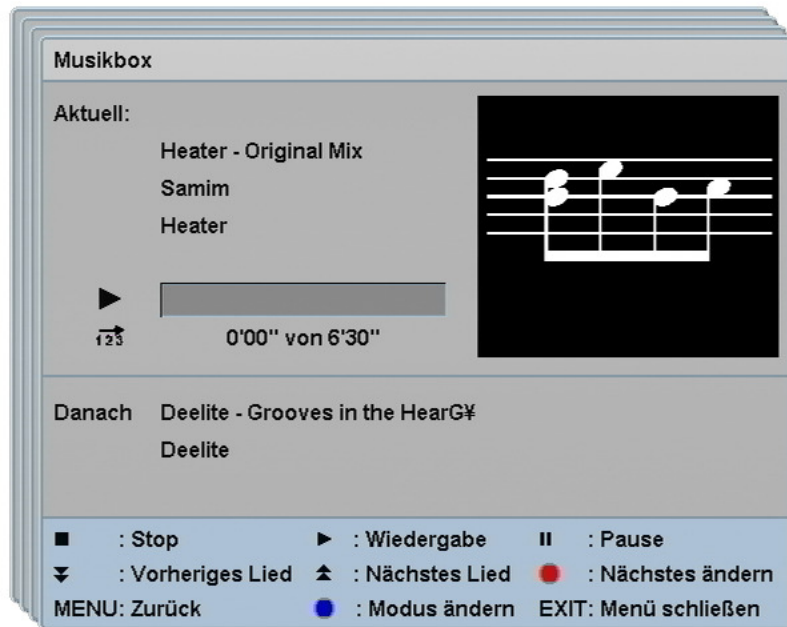 Musikbox
Aktuell:
Heater - Original Mix
Samim
Heater
123
0'00" von 6'30"
Danach Deelite - Grooves in the HearG¥
Deelite
: Stop : Wiedergabe : Pause
: Vorheriges Lied : Nächstes Lied : Nächstes ändern
MENU: Zurück : Modus ändern EXIT: Menü schließen